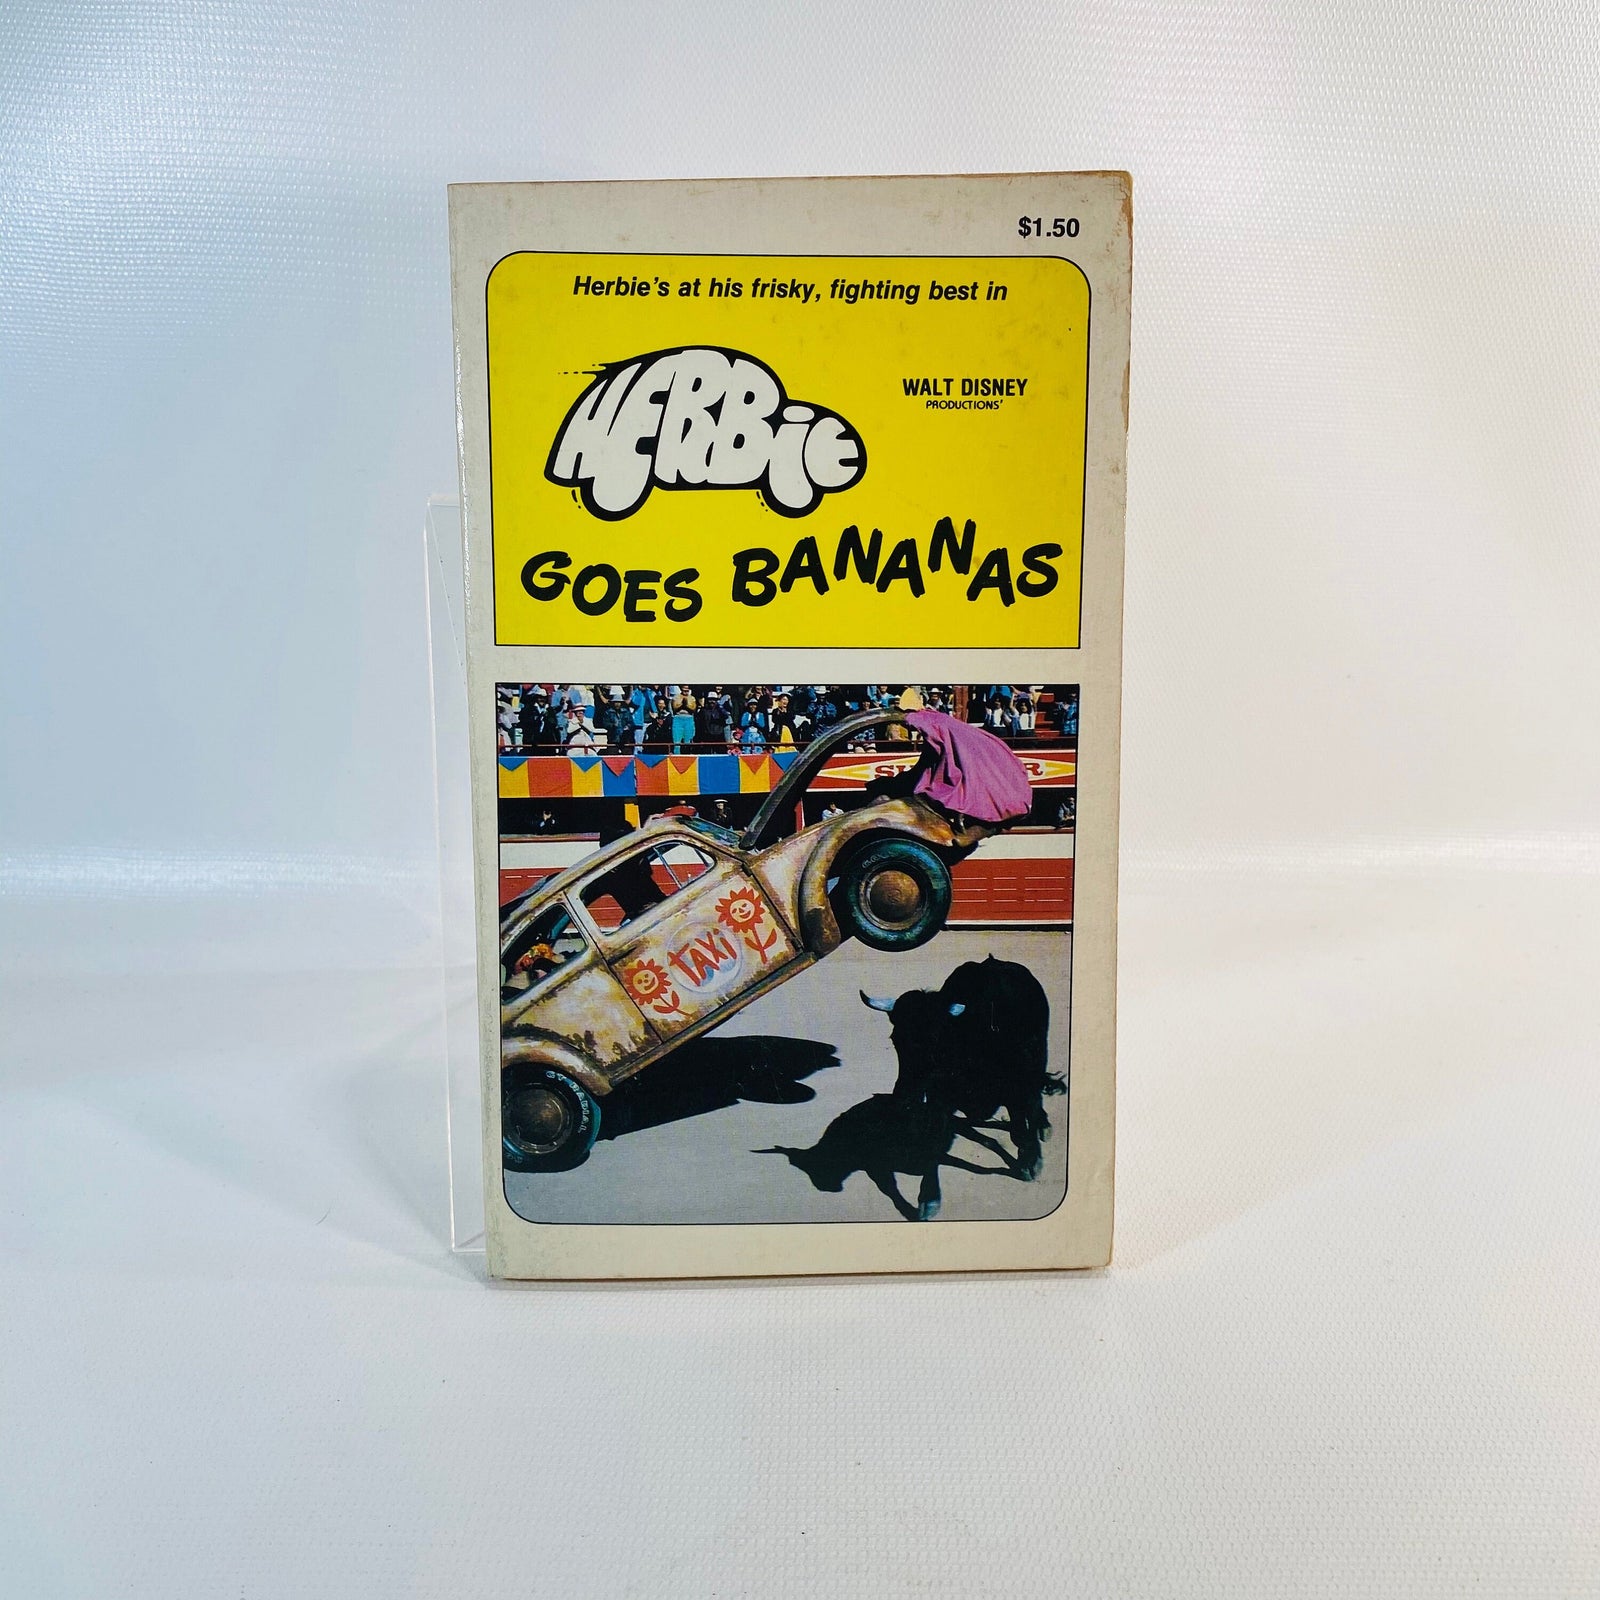 $1.50
Herbie's at his frisky, fighting best in
HERBIE
WALT DISNEY
PRODUCTIONS'
GOES BANANAS
TAXi